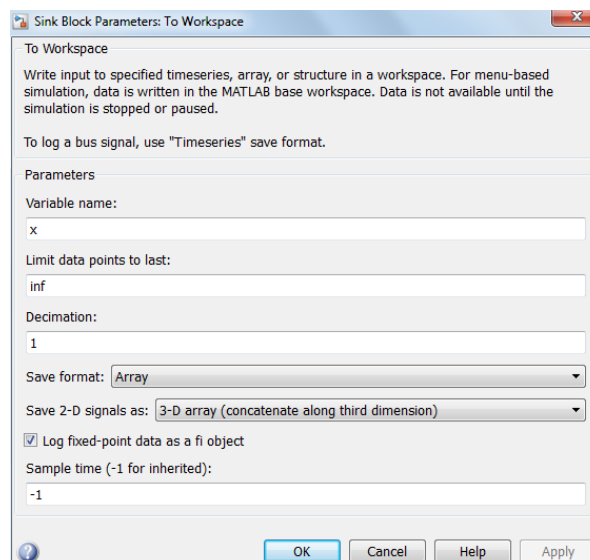 Sink Block Parameters: To Workspace
To Workspace
Write input to specified timeseries, array, or structure in a workspace. For menu-based
simulation, data is written in the MATLAB base workspace. Data is not available until the
simulation is stopped or paused.
To log a bus signal, use "Timeseries" save format.
Parameters
Variable name:
x
Limit data points to last:
inf
Decimation:
1
Save format: Array
Save 2-D signals as: 3-D array (concatenate along third dimension)
Log fixed-point data as a fi object
Sample time (-1 for inherited):
-1
OK Cancel Help Apply